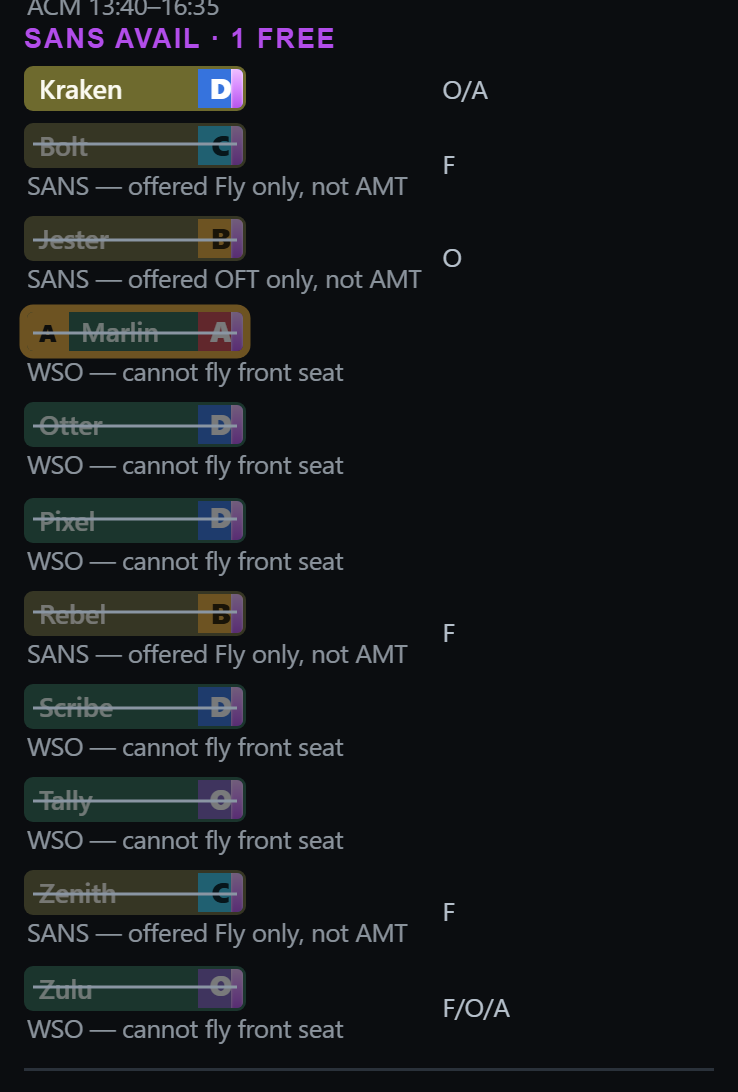 ACM 13:40–16:35
SANS AVAIL · 1 FREE
Kraken D O/A
Bolt C
SANS — offered Fly only, not AMT F
Jester B
SANS — offered OFT only, not AMT O
A Marlin A
WSO — cannot fly front seat
Otter D
WSO — cannot fly front seat
Pixel D
WSO — cannot fly front seat
Rebel B
SANS — offered Fly only, not AMT F
Scribe D
WSO — cannot fly front seat
Tally O
WSO — cannot fly front seat
Zenith C
SANS — offered Fly only, not AMT F
Zulu O
WSO — cannot fly front seat F/O/A